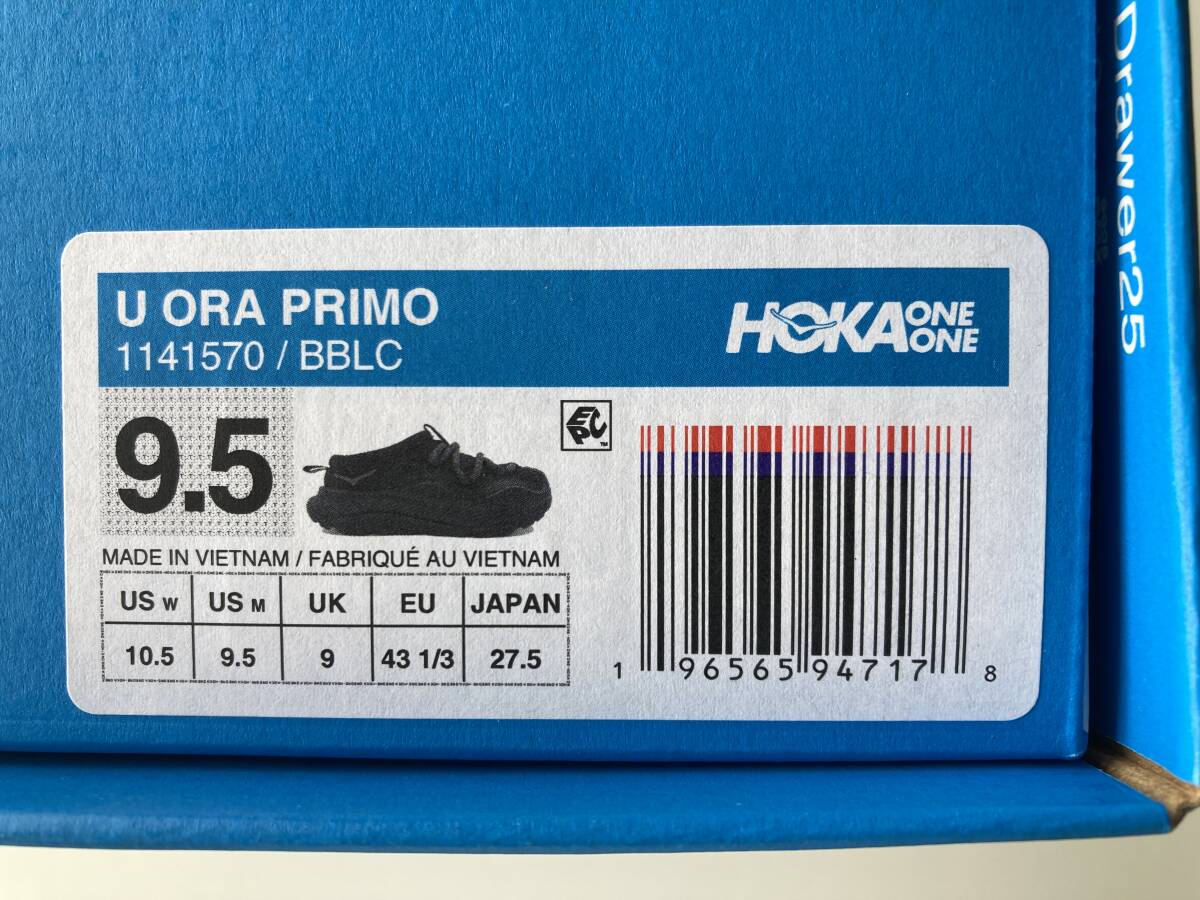 Drawer25
U ORA PRIMO
1141570 / BBLC
HOKA ONE ONE
9.5
EPC™
MADE IN VIETNAM / FABRIQUÉ AU VIETNAM
US W US M UK EU JAPAN
10.5 9.5 9 43 1/3 27.5
1 96565 94717 8